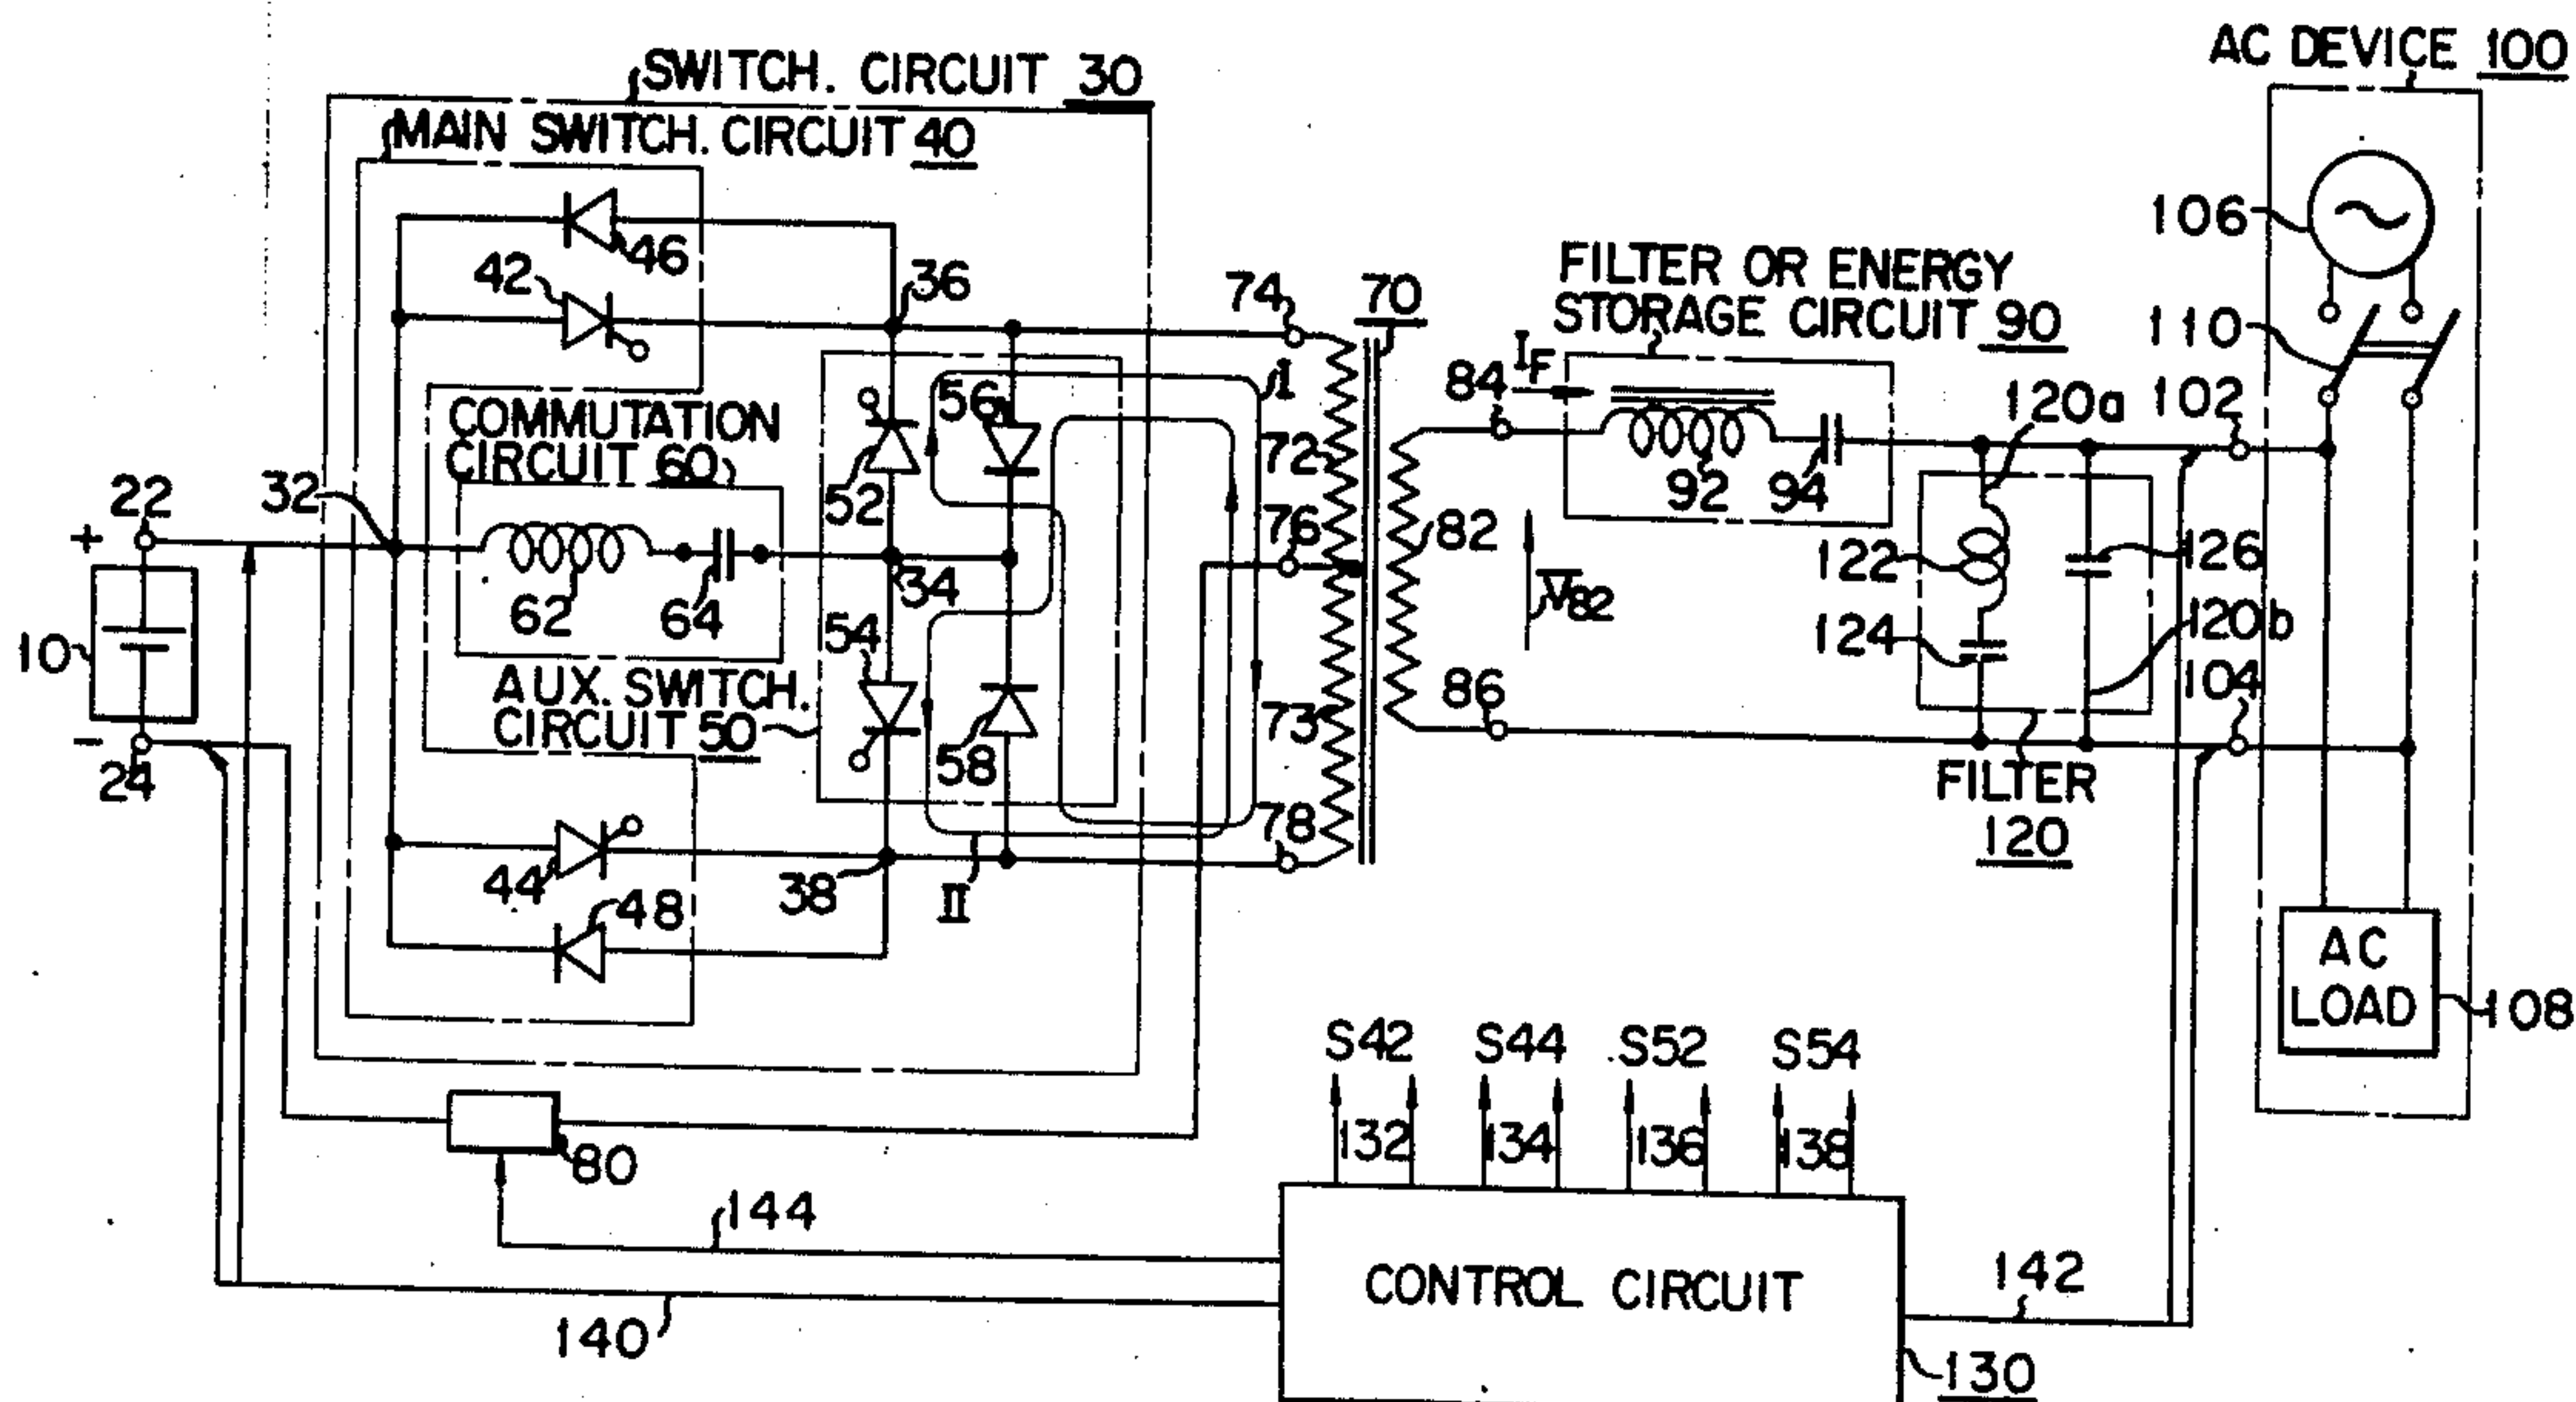 AC DEVICE 100
SWITCH. CIRCUIT 30
MAIN SWITCH. CIRCUIT 40
106
46
42
36
74
70
FILTER OR ENERGY
STORAGE CIRCUIT 90
110
I
IF
84
56
120a
102
COMMUTATION
CIRCUIT 60
72
52
92
94
22
32
+
76
82
122
126
34
62
64
V82
10
54
124
120b
AUX. SWITCH.
CIRCUIT 50
104
86
73
58
−
24
FILTER
120
78
44
38
II
48
AC
LOAD
108
S42
S44
S52
S54
132
134
136
138
80
144
CONTROL CIRCUIT
142
140
130